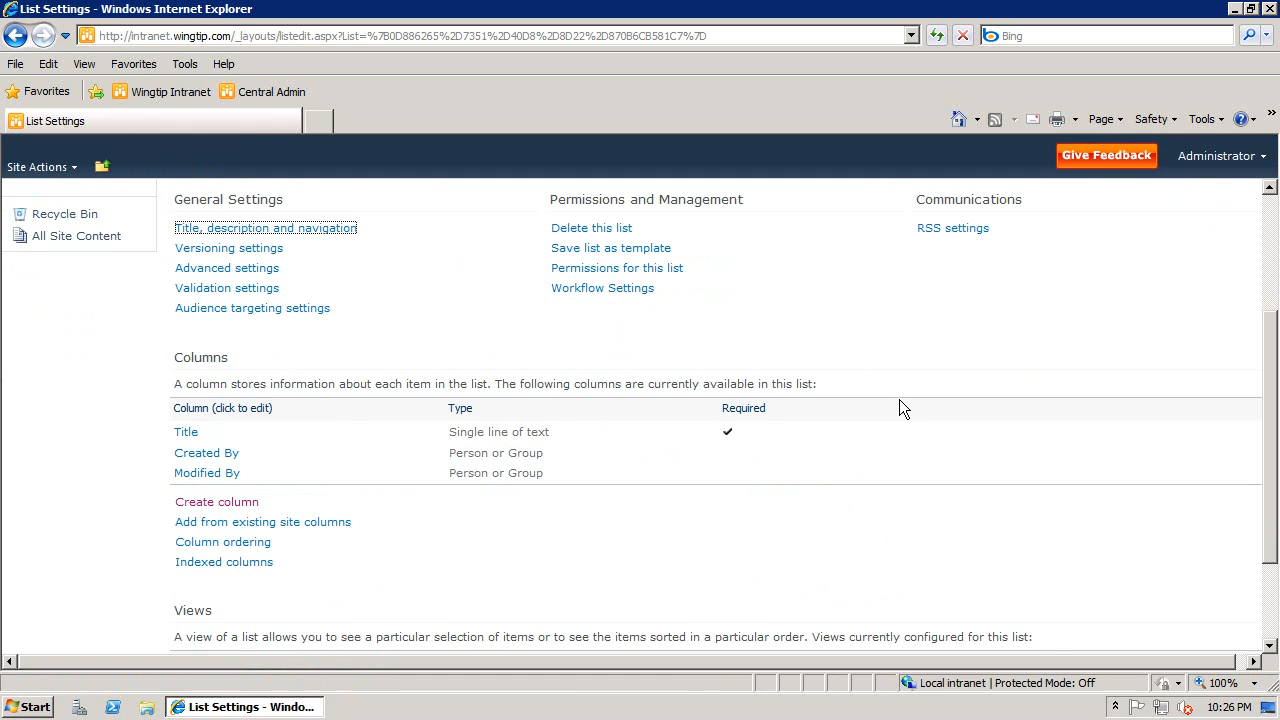 List Settings - Windows Internet Explorer
http://intranet.wingtip.com/_layouts/listedit.aspx?List=%7B0D886265%2D7351%2D40D8%2D8D22%2D870B6CB581C7%7D
Bing
File Edit View Favorites Tools Help
Favorites Wingtip Intranet Central Admin
List Settings
Page Safety Tools
Site Actions
Give Feedback
Administrator
Recycle Bin
All Site Content
General Settings
Permissions and Management
Communications
Title, description and navigation
Delete this list
RSS settings
Versioning settings
Save list as template
Advanced settings
Permissions for this list
Validation settings
Workflow Settings
Audience targeting settings
Columns
A column stores information about each item in the list. The following columns are currently available in this list:
Column (click to edit) Type Required
Title Single line of text
Created By Person or Group
Modified By Person or Group
Create column
Add from existing site columns
Column ordering
Indexed columns
Views
A view of a list allows you to see a particular selection of items or to see the items sorted in a particular order. Views currently configured for this list:
Local intranet | Protected Mode: Off
100%
Start
List Settings - Windo...
10:26 PM